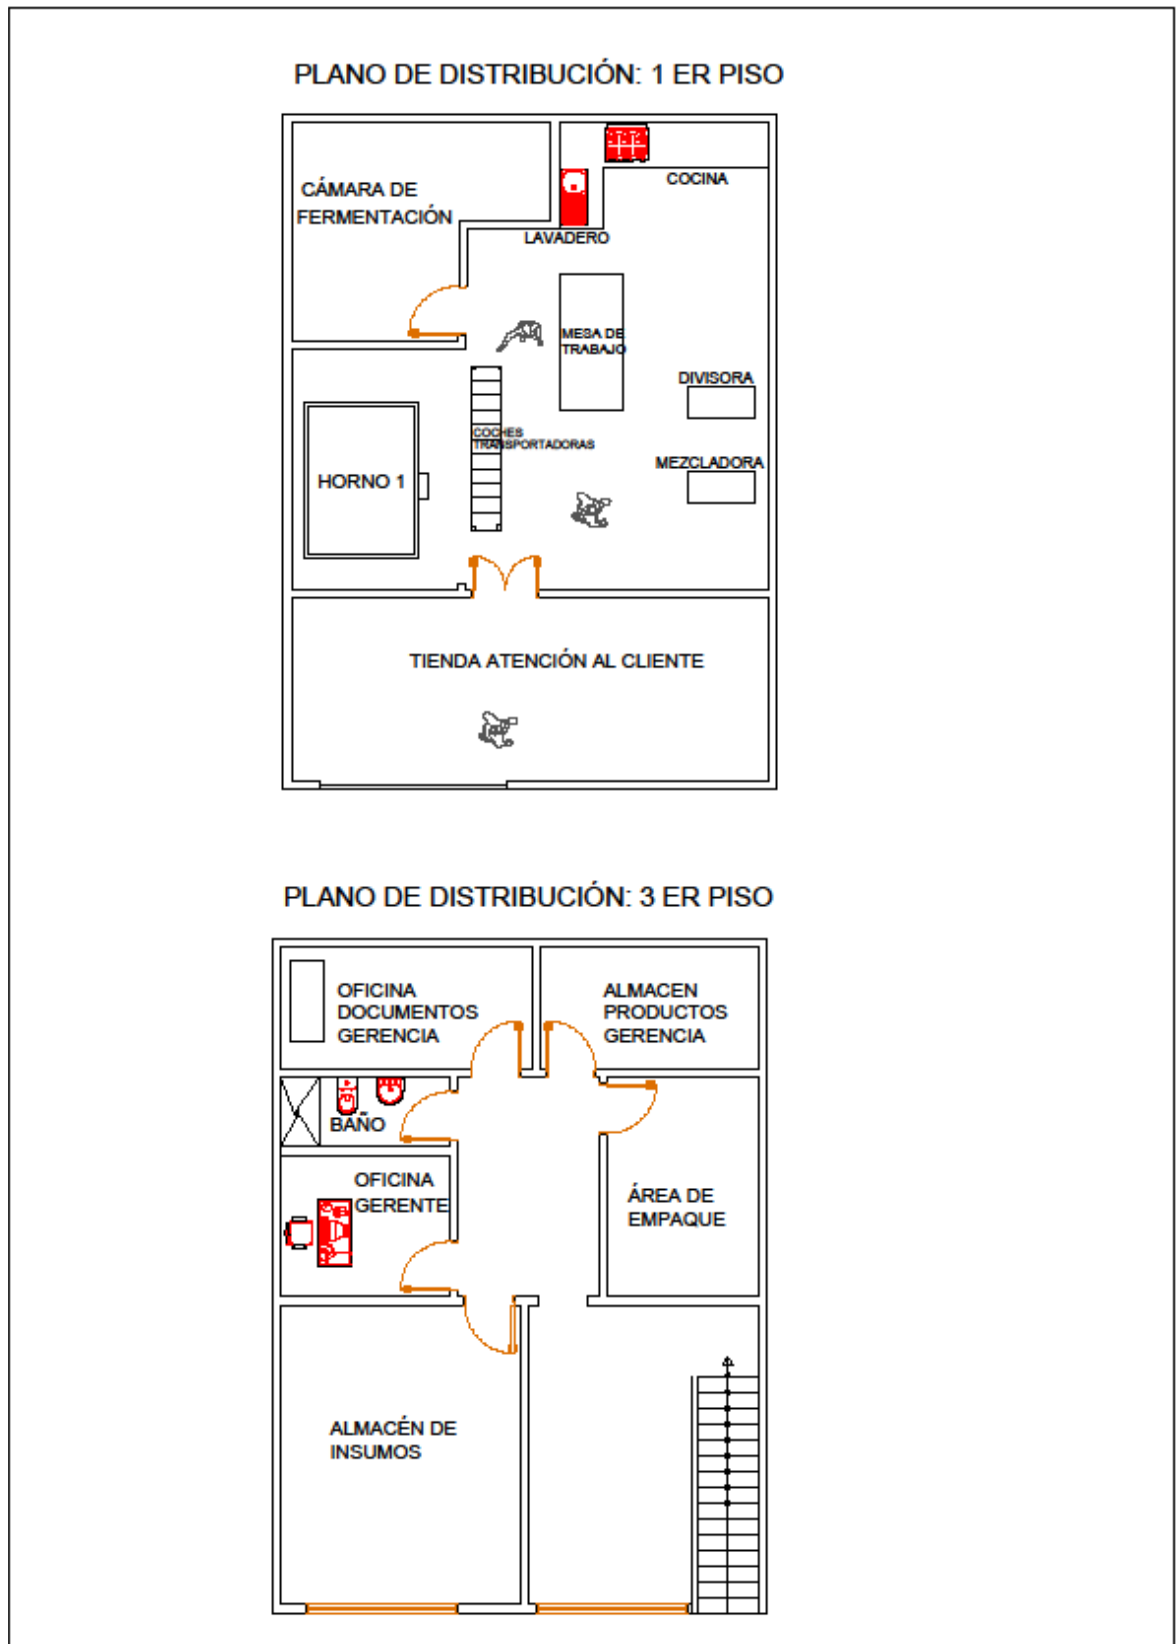 PLANO DE DISTRIBUCIÓN: 1 ER PISO
CÁMARA DE
FERMENTACIÓN
COCINA
LAVADERO
MESA DE
TRABAJO
DIVISORA
COCHES
TRANSPORTADORAS
MEZCLADORA
HORNO 1
TIENDA ATENCIÓN AL CLIENTE
PLANO DE DISTRIBUCIÓN: 3 ER PISO
OFICINA
DOCUMENTOS
GERENCIA
ALMACEN
PRODUCTOS
GERENCIA
BAÑO
OFICINA
GERENTE
ÁREA DE
EMPAQUE
ALMACÉN DE
INSUMOS